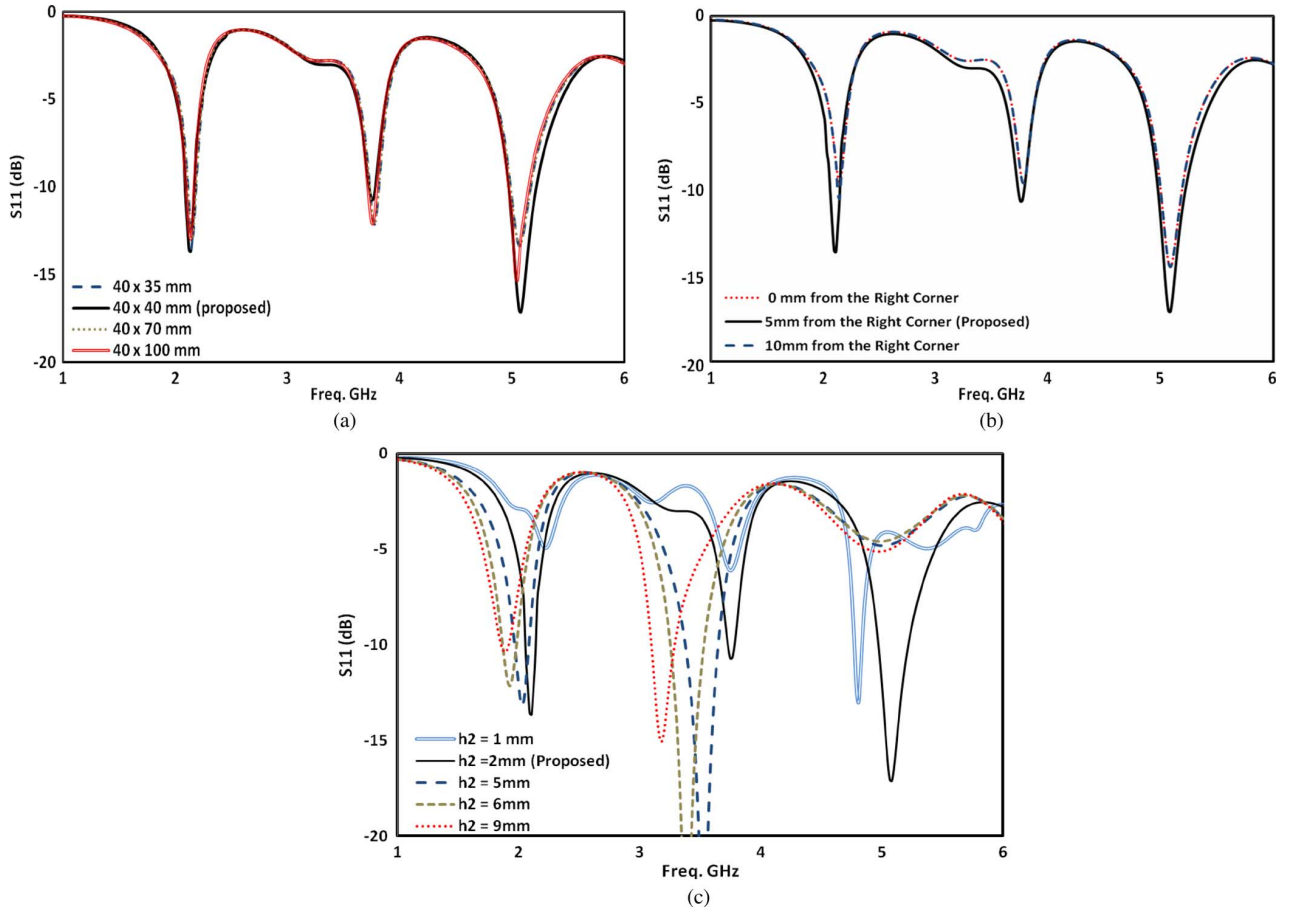 0
-5
-10
-15
-20
S11 (dB)
40 x 35 mm
40 x 40 mm (proposed)
40 x 70 mm
40 x 100 mm
1 2 3 4 5 6
Freq. GHz
(a)
0
-5
-10
-15
-20
S11 (dB)
0 mm from the Right Corner
5mm from the Right Corner (Proposed)
10mm from the Right Corner
1 2 3 4 5 6
Freq. GHz
(b)
0
-5
-10
-15
-20
S11 (dB)
h2 = 1 mm
h2 =2mm (Proposed)
h2 = 5mm
h2 = 6mm
h2 = 9mm
1 2 3 4 5 6
Freq. GHz
(c)